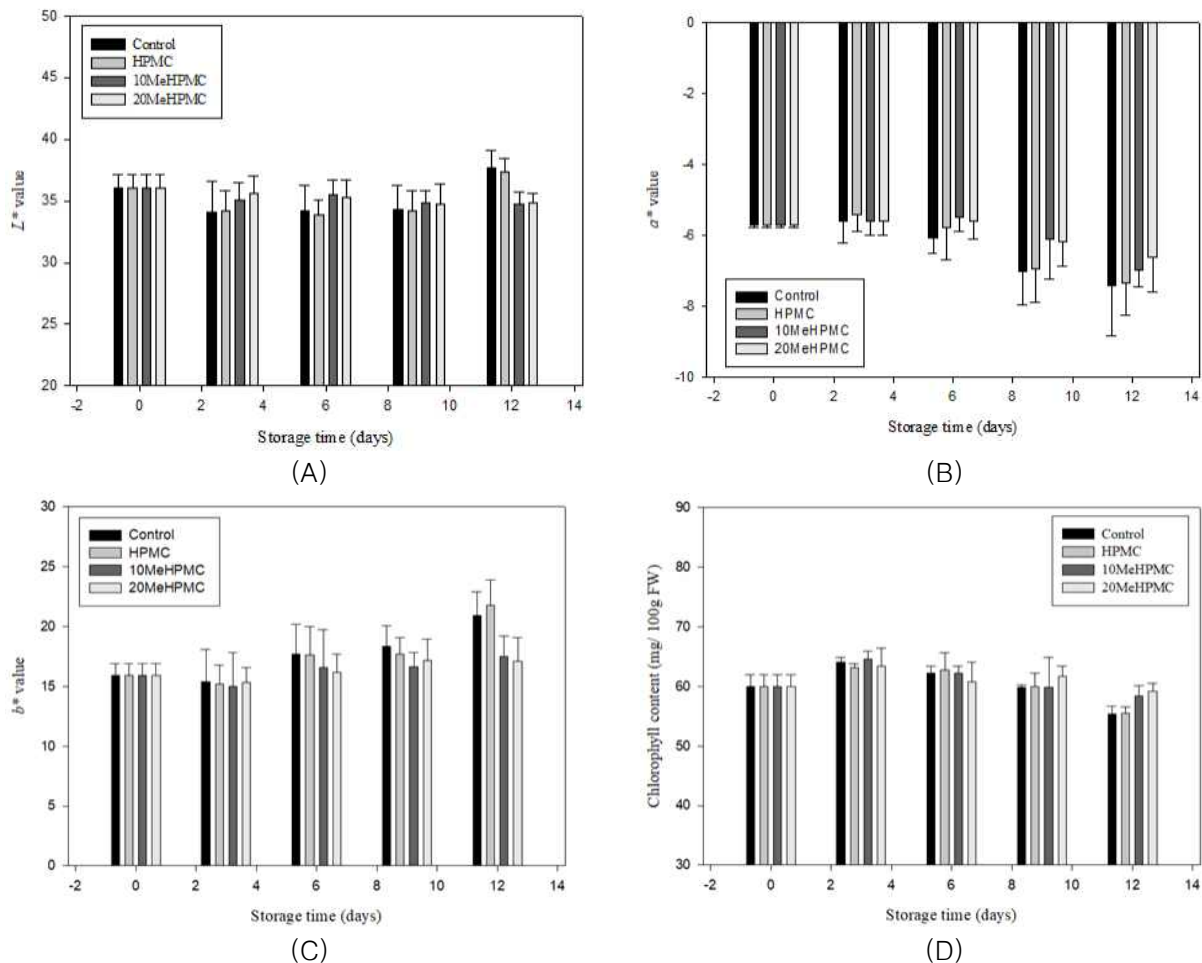 50
45
40
35
30
25
20
L* value
Control
HPMC
10MeHPMC
20MeHPMC
-2 0 2 4 6 8 10 12 14
Storage time (days)
(A)
0
-2
-4
-6
-8
-10
a* value
Control
HPMC
10MeHPMC
20MeHPMC
-2 0 2 4 6 8 10 12 14
Storage time (days)
(B)
30
25
20
15
10
5
0
b* value
Control
HPMC
10MeHPMC
20MeHPMC
-2 0 2 4 6 8 10 12 14
Storage time (days)
(C)
90
80
70
60
50
40
30
Chlorophyll content (mg/ 100g FW)
Control
HPMC
10MeHPMC
20MeHPMC
-2 0 2 4 6 8 10 12 14
Storage time (days)
(D)